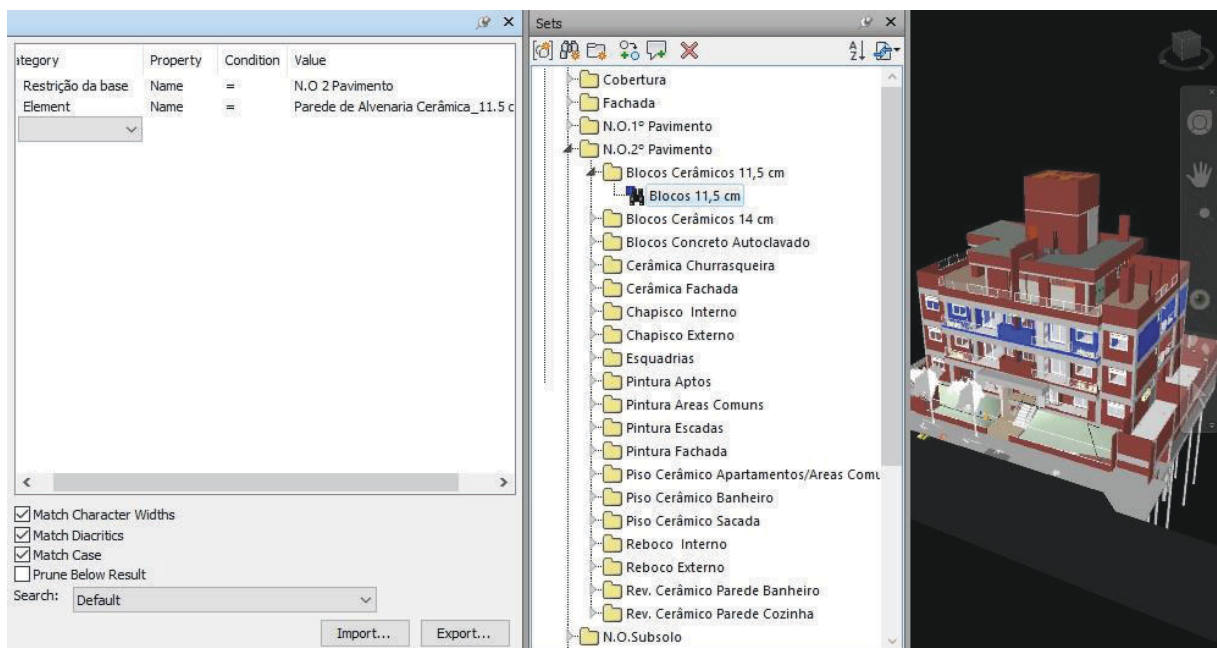 ategory Property Condition Value
Restrição da base Name = N.O 2 Pavimento
Element Name = Parede de Alvenaria Cerâmica_11.5 c
Match Character Widths
Match Diacritics
Match Case
Prune Below Result
Search: Default
Import... Export...
Sets
Cobertura
Fachada
N.O.1º Pavimento
N.O.2º Pavimento
Blocos Cerâmicos 11,5 cm
Blocos 11,5 cm
Blocos Cerâmicos 14 cm
Blocos Concreto Autoclavado
Cerâmica Churrasqueira
Cerâmica Fachada
Chapisco Interno
Chapisco Externo
Esquadrias
Pintura Aptos
Pintura Areas Comuns
Pintura Escadas
Pintura Fachada
Piso Cerâmico Apartamentos/Areas Comu
Piso Cerâmico Banheiro
Piso Cerâmico Sacada
Reboco Interno
Reboco Externo
Rev. Cerâmico Parede Banheiro
Rev. Cerâmico Parede Cozinha
N.O.Subsolo